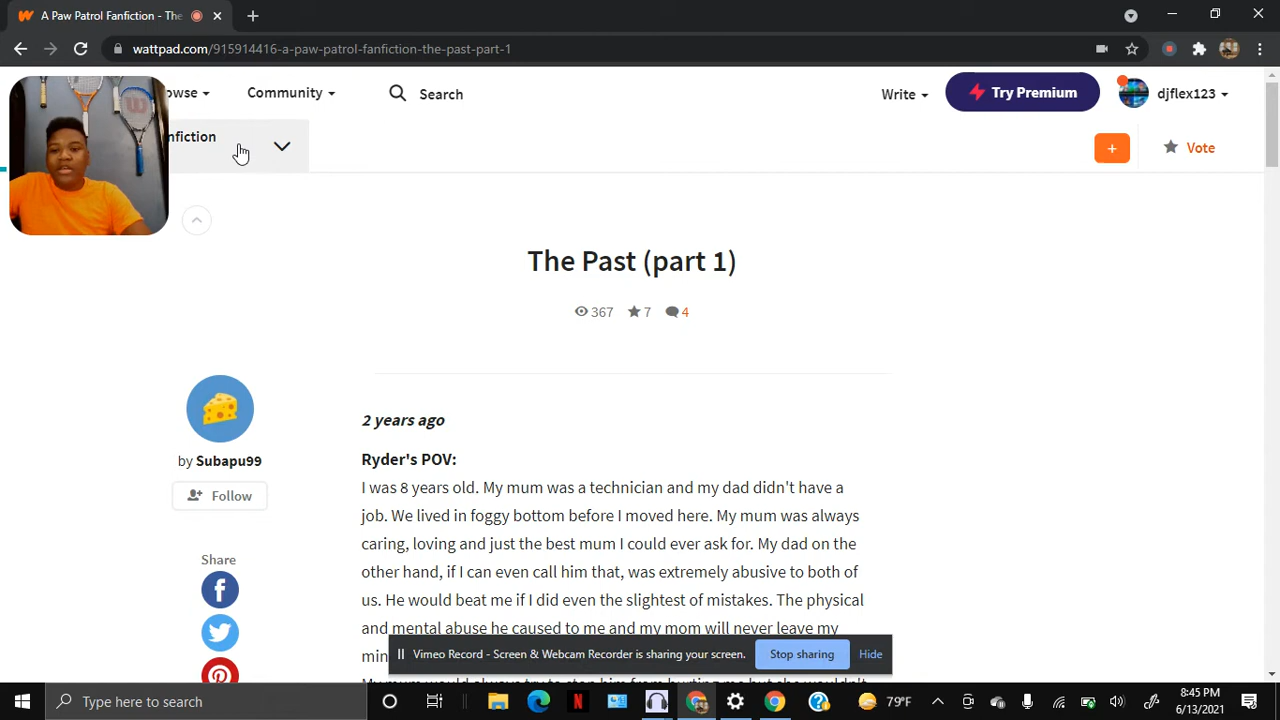 A Paw Patrol Fanfiction - The
wattpad.com/915914416-a-paw-patrol-fanfiction-the-past-part-1
owse
Community
Search
Write
Try Premium
djflex123
nfiction
+
Vote
The Past (part 1)
367
7
4
2 years ago
by Subapu99
Follow
Share
Ryder's POV:
I was 8 years old. My mum was a technician and my dad didn't have a
job. We lived in foggy bottom before I moved here. My mum was always
caring, loving and just the best mum I could ever ask for. My dad on the
other hand, if I can even call him that, was extremely abusive to both of
us. He would beat me if I did even the slightest of mistakes. The physical
and mental abuse he caused to me and my mom will never leave my
min
Vimeo Record - Screen & Webcam Recorder is sharing your screen.
Stop sharing
Hide
Type here to search
79°F
8:45 PM
6/13/2021